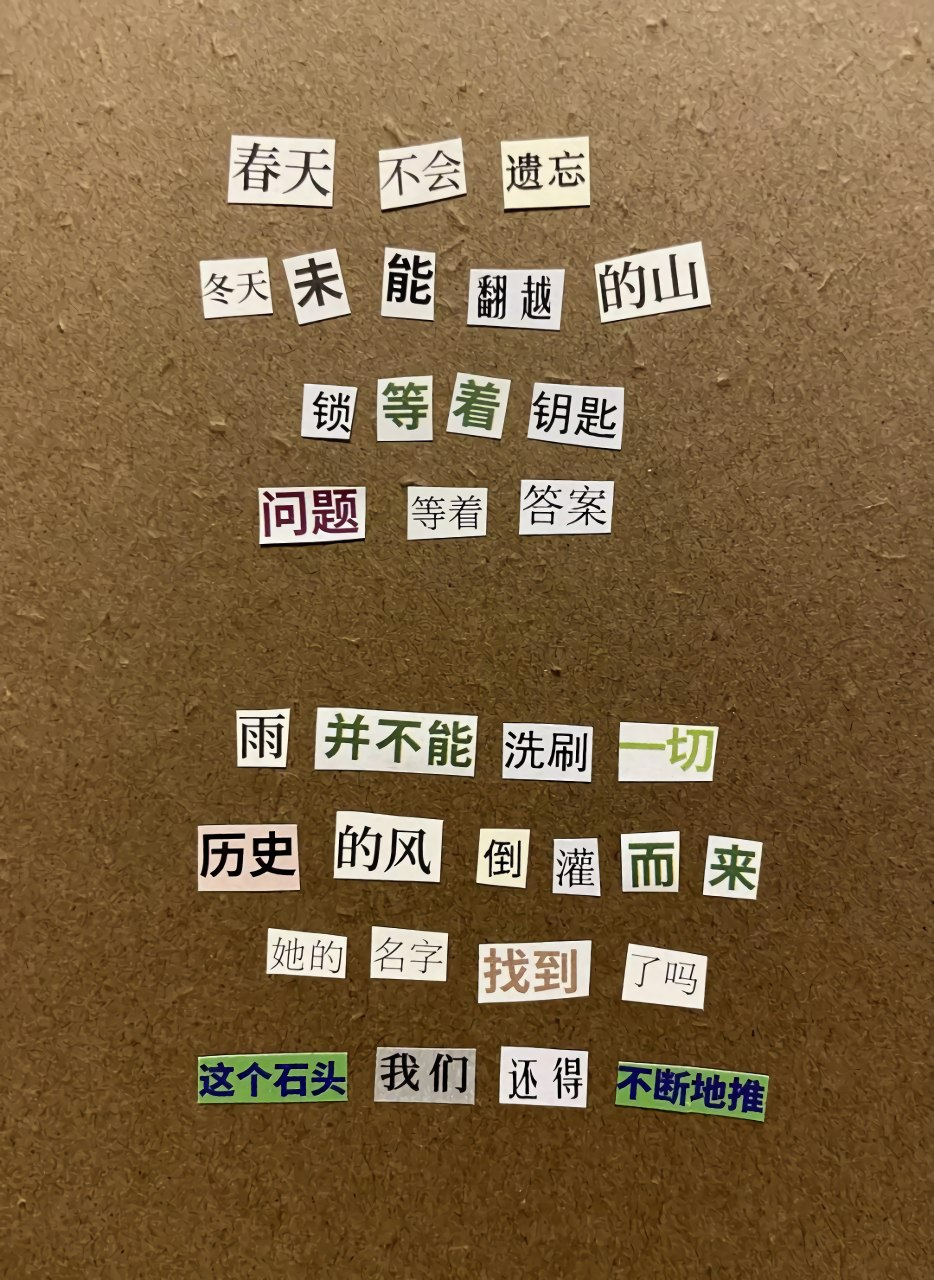 春天 不会 遗忘
冬天 未 能 翻越 的山
锁 等 着 钥匙
问题 等着 答案
雨 并不能 洗刷 一切
历史 的风 倒 灌 而 来
她的 名字 找到 了吗
这个石头 我们 还得 不断地推